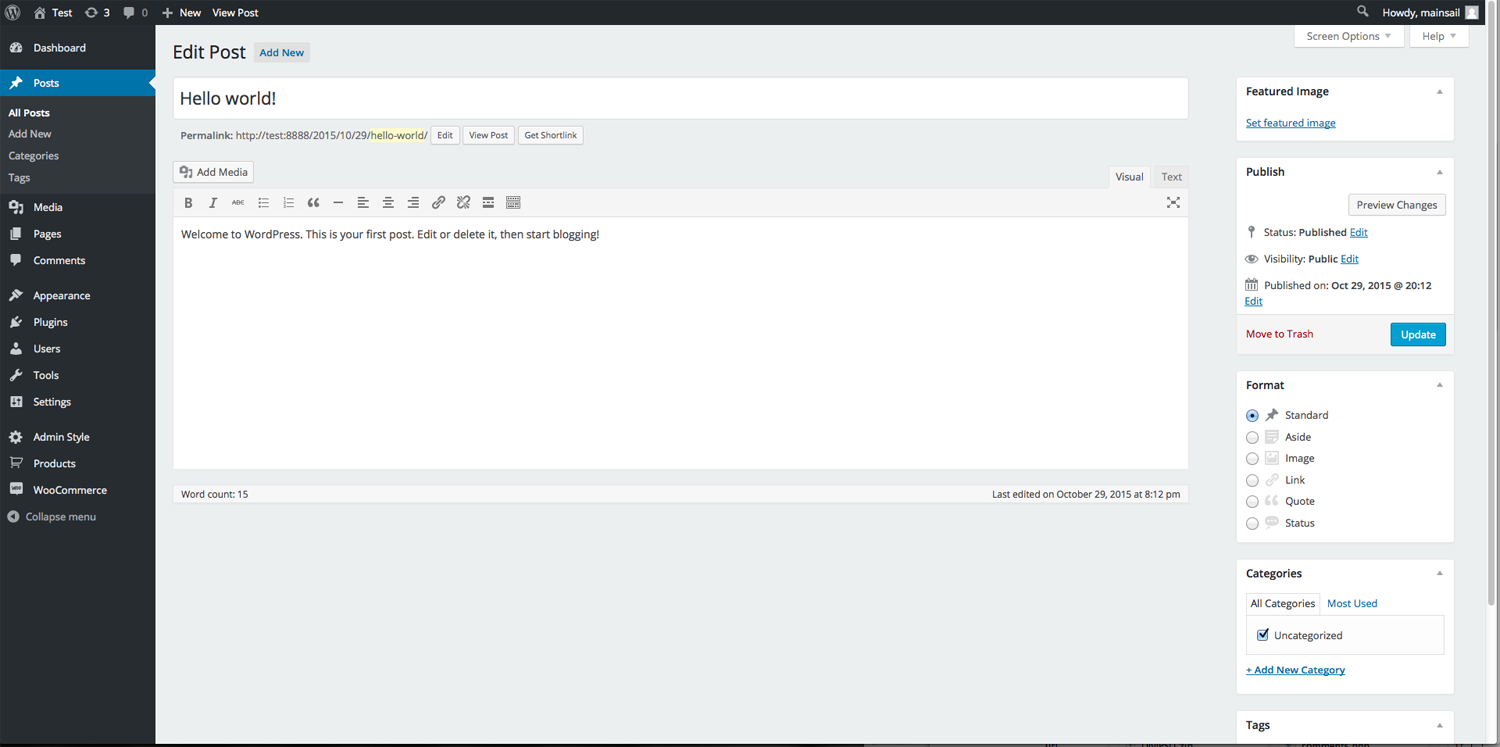 Test 3 0 New View Post Howdy, mainsail
Screen Options Help
Dashboard
Posts
All Posts
Add New
Categories
Tags
Media
Pages
Comments
Appearance
Plugins
Users
Tools
Settings
Admin Style
Products
WooCommerce
Collapse menu
Edit Post Add New
Hello world!
Permalink: http://test:8888/2015/10/29/hello-world/ Edit View Post Get Shortlink
Add Media
Visual Text
B I ABC
Welcome to WordPress. This is your first post. Edit or delete it, then start blogging!
Word count: 15 Last edited on October 29, 2015 at 8:12 pm
Featured Image
Set featured image
Publish
Preview Changes
Status: Published Edit
Visibility: Public Edit
Published on: Oct 29, 2015 @ 20:12
Edit
Move to Trash Update
Format
Standard
Aside
Image
Link
Quote
Status
Categories
All Categories Most Used
Uncategorized
+ Add New Category
Tags